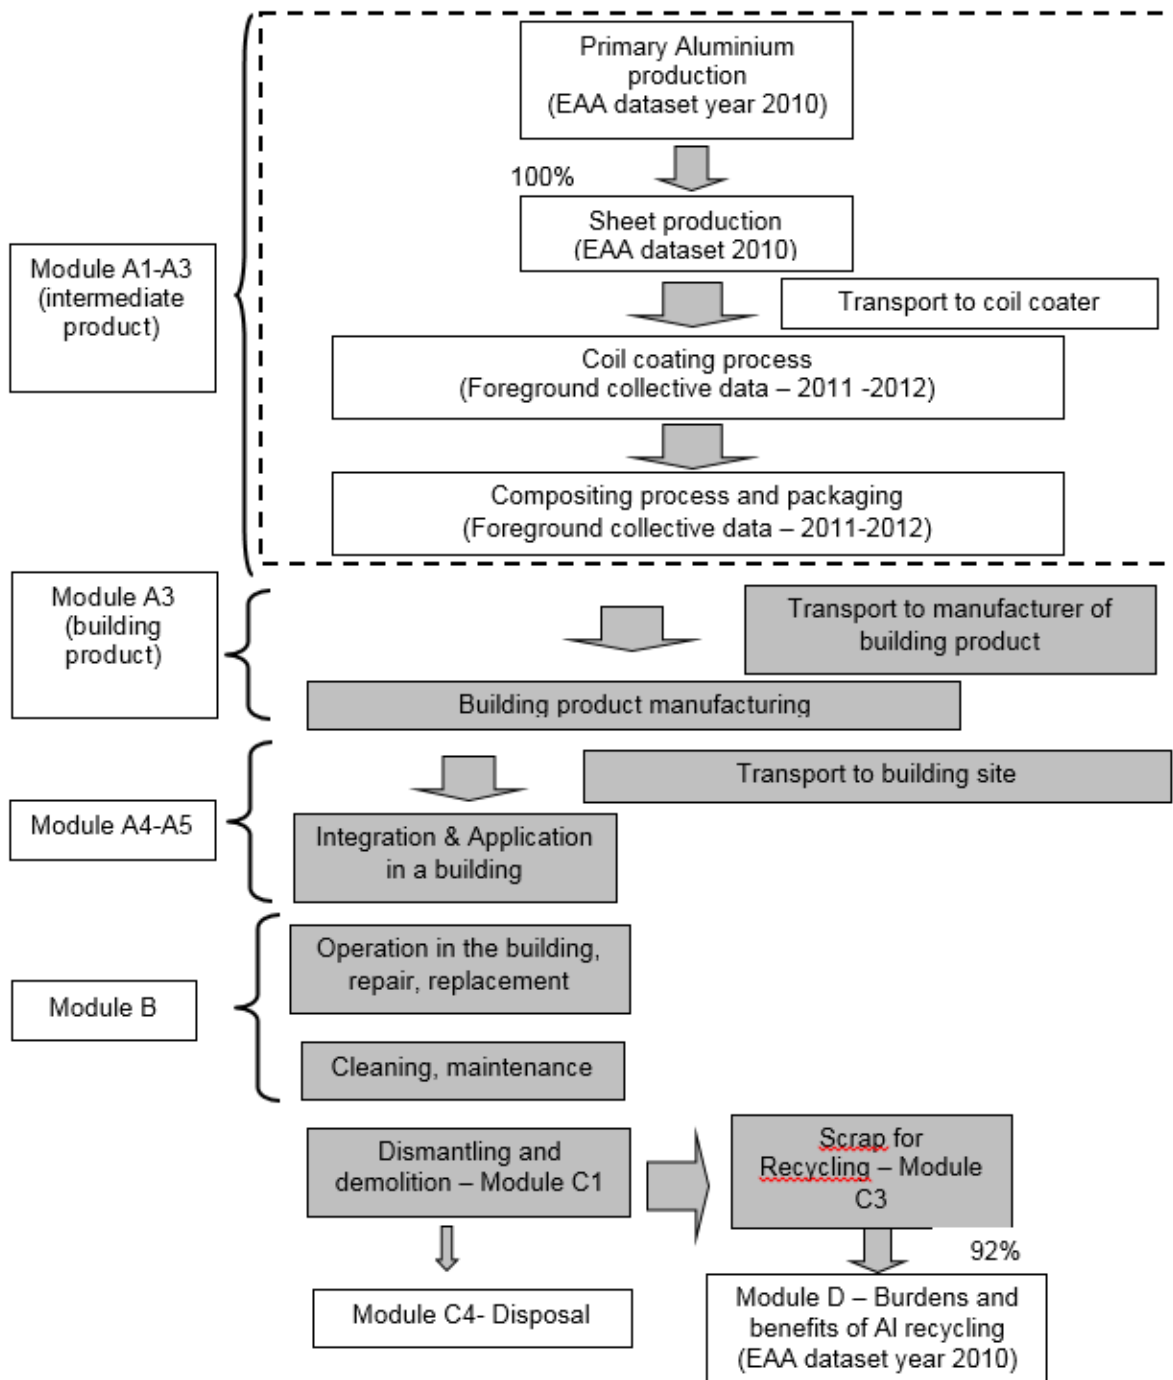 Primary Aluminium
production
(EAA dataset year 2010)
100%
Sheet production
(EAA dataset 2010)
Module A1-A3
(intermediate
product)
Transport to coil coater
Coil coating process
(Foreground collective data – 2011 -2012)
Compositing process and packaging
(Foreground collective data – 2011-2012)
Module A3
(building
product)
Transport to manufacturer of
building product
Building product manufacturing
Transport to building site
Module A4-A5
Integration & Application
in a building
Operation in the building,
repair, replacement
Module B
Cleaning, maintenance
Dismantling and
demolition – Module C1
Scrap for
Recycling – Module
C3
92%
Module C4- Disposal
Module D – Burdens and
benefits of Al recycling
(EAA dataset year 2010)